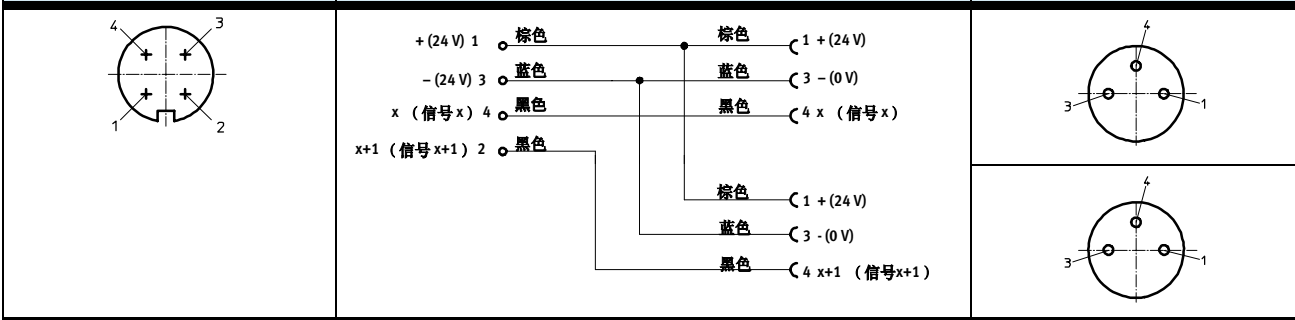 4 3
1 2
+ (24 V) 1 棕色 棕色 1 + (24 V)
– (24 V) 3 蓝色 蓝色 3 – (0 V)
x （信号 x） 4 黑色 黑色 4 x （信号 x）
x+1 （信号 x+1） 2 黑色
棕色 1 + (24 V)
蓝色 3 - (0 V)
黑色 4 x+1 （信号x+1）
4
3 1
4
3 1